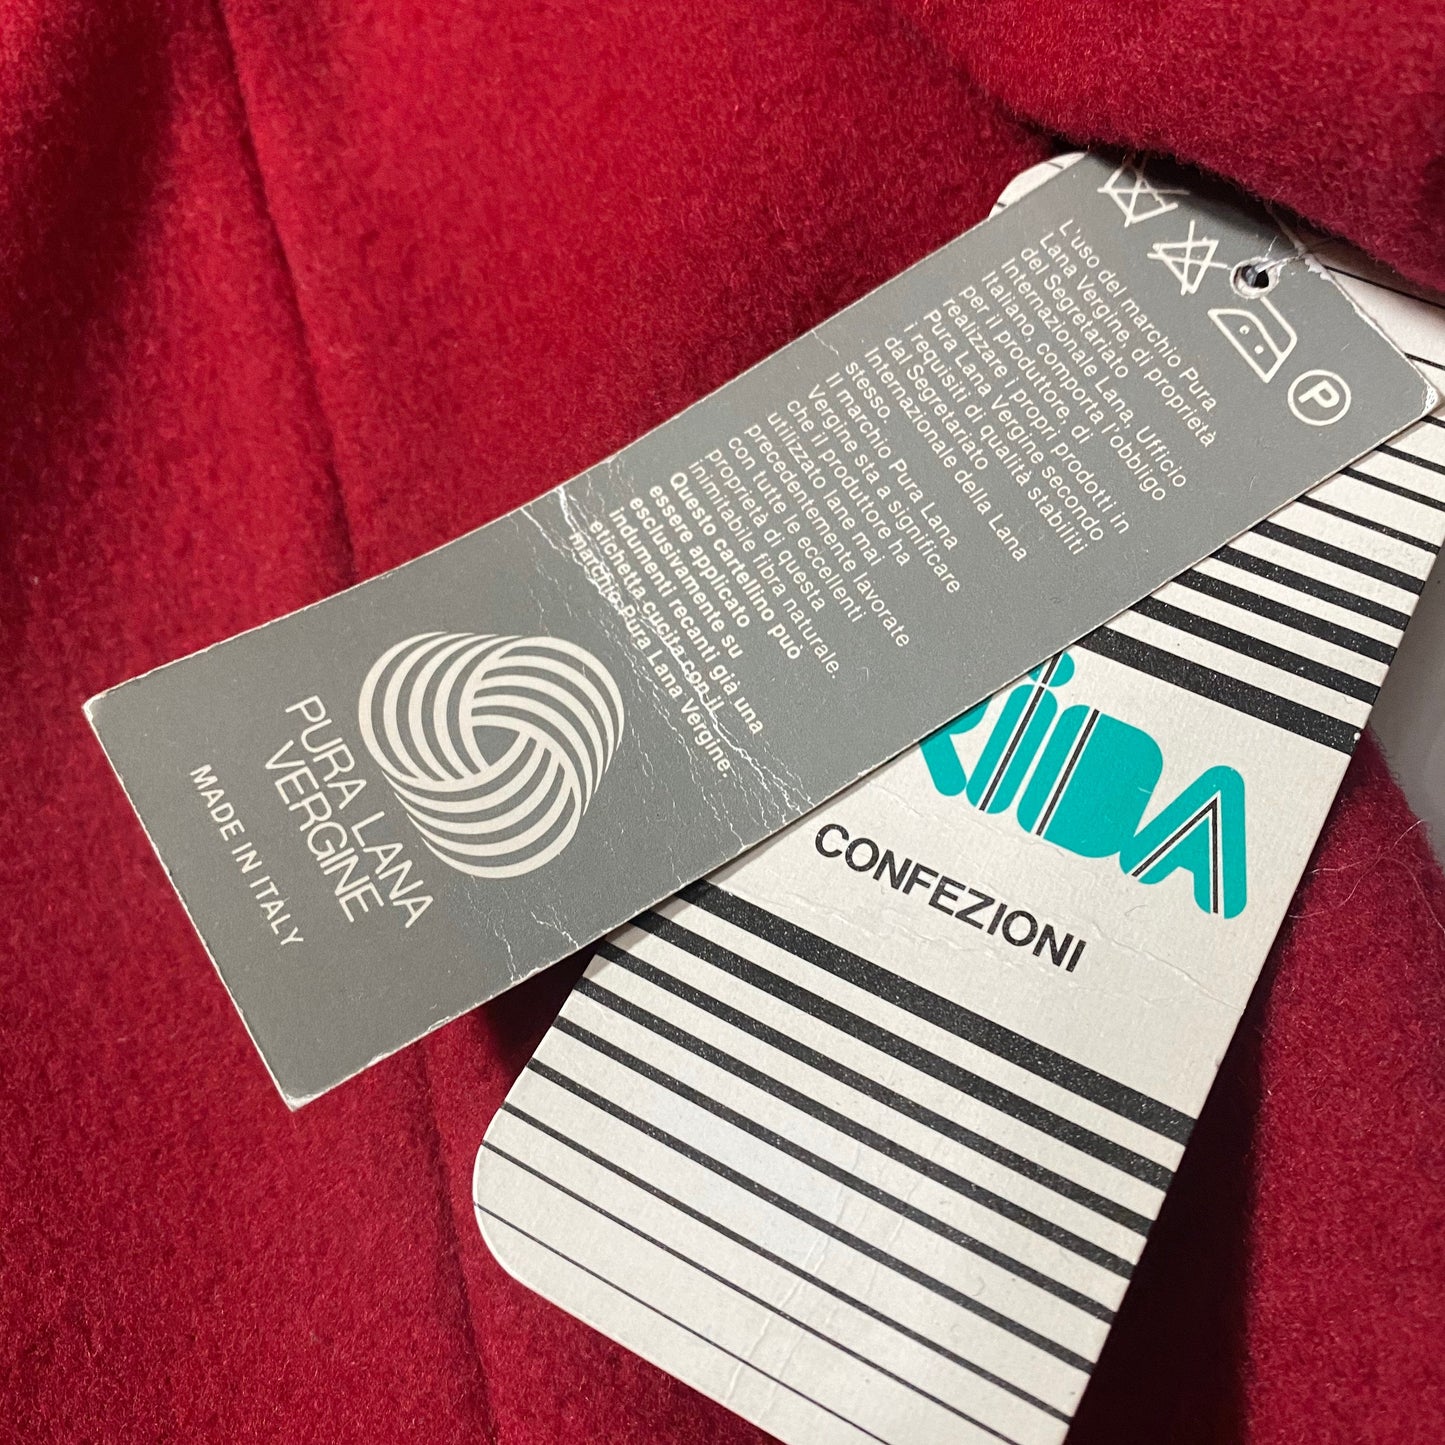 P
L'uso del marchio Pura
Lana Vergine, di proprietà
del Segretariato
Internazionale Lana, Ufficio
Italiano, comporta l'obbligo
per il produttore, di
realizzare i propri prodotti in
Pura Lana Vergine secondo
i requisiti di qualità stabiliti
dal Segretariato
Internazionale della Lana
stesso.
Il marchio Pura Lana
Vergine sta a significare
che il produttore ha
utilizzato lane mai
precedentemente lavorate
con tutte le eccellenti
proprietà di questa
inimitabile fibra naturale.
Questo cartellino può
essere applicato
esclusivamente su
indumenti recanti già una
etichetta cucita con il
marchio Pura Lana Vergine.
PURA LANA
VERGINE
MADE IN ITALY
CONFEZIONI